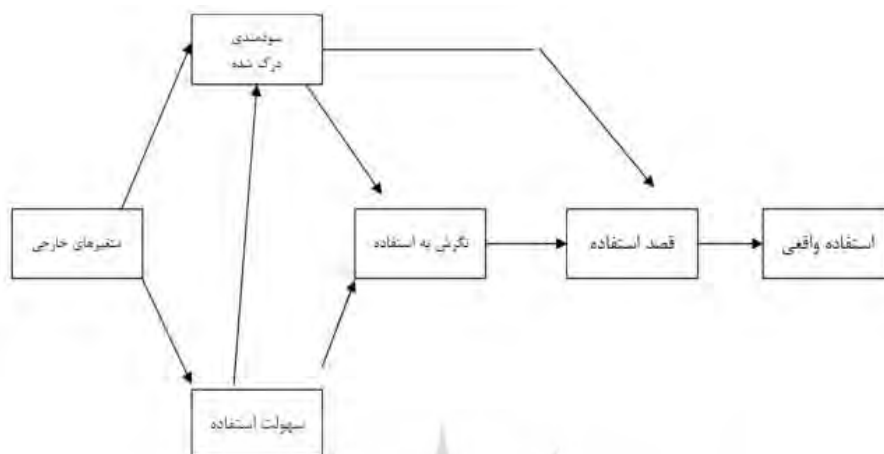 سودمندی
درک شده
متغیرهای خارجی
نگرش به استفاده
قصد استفاده
استفاده واقعی
سهولت استفاده